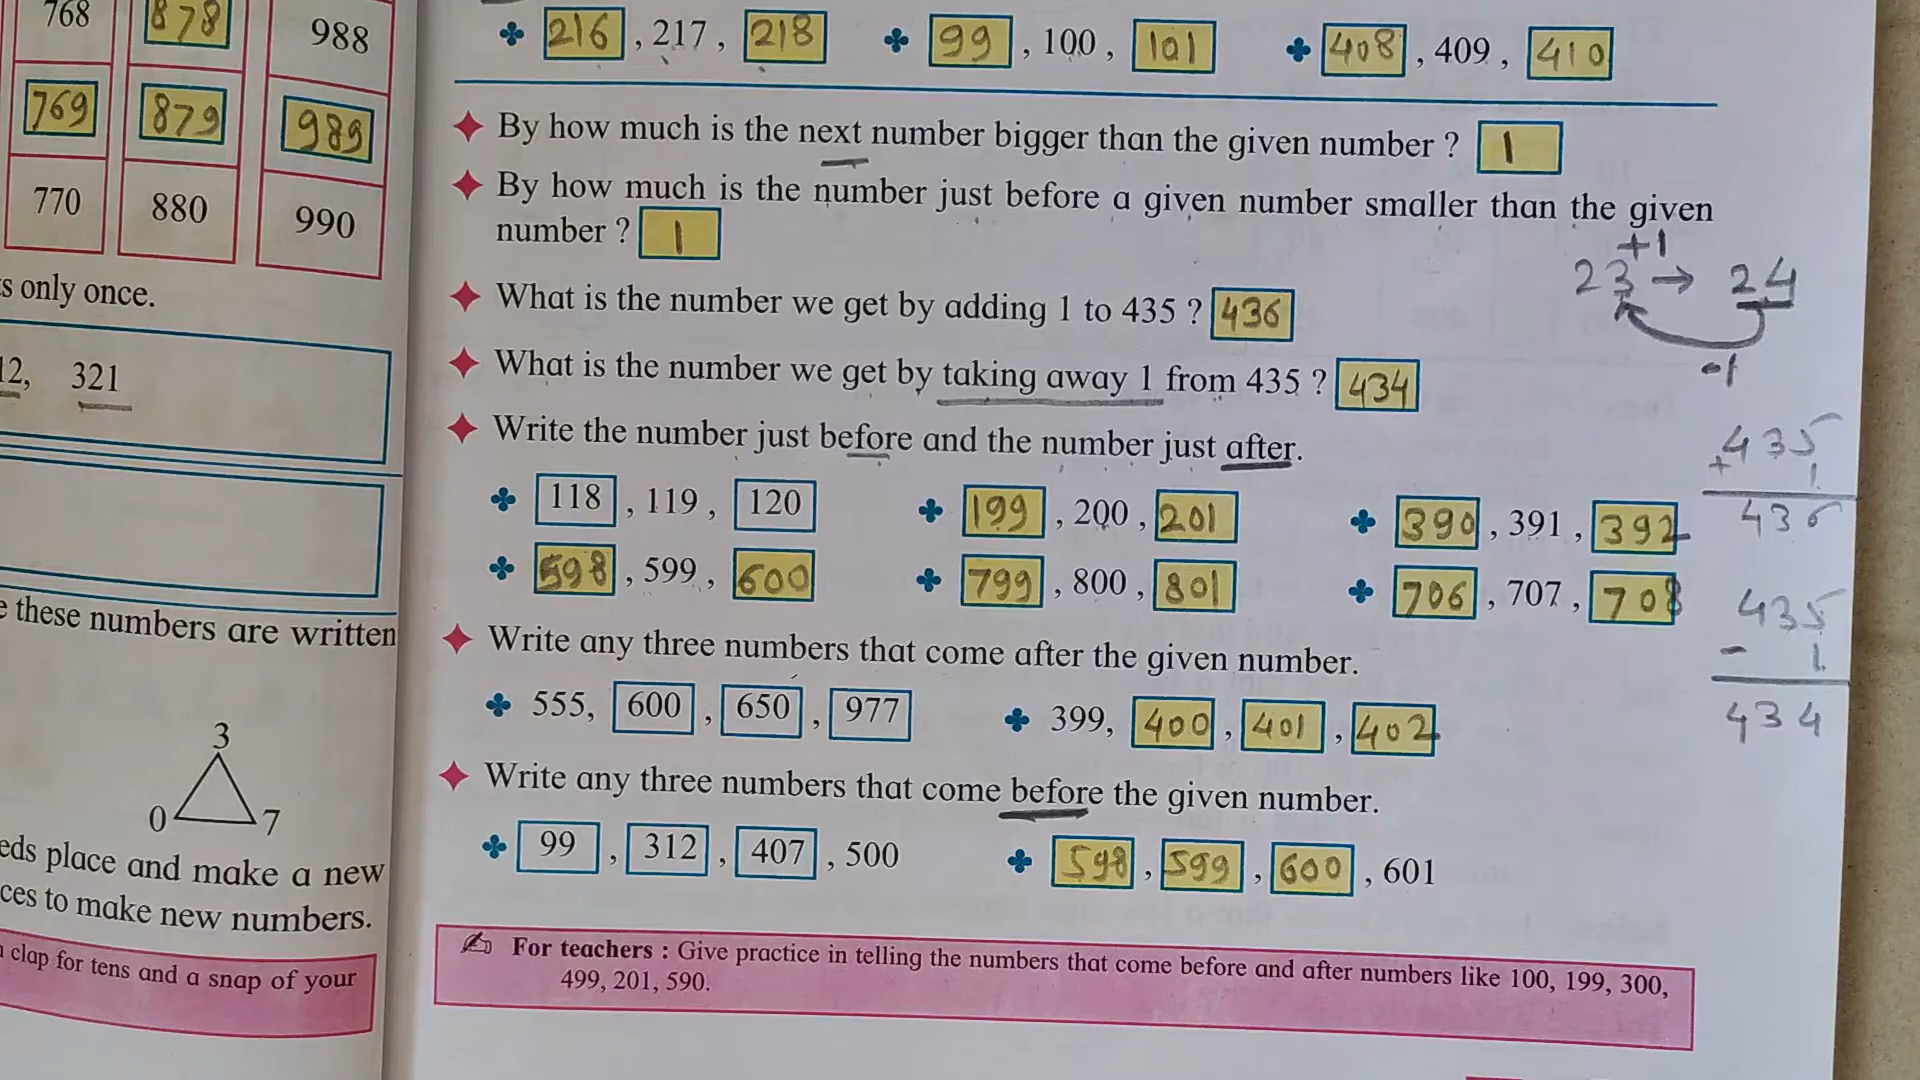 768 878 988
769 879 989
770 880 990
s only once.
12, 321
e these numbers are written
3
0 7
eds place and make a new
ces to make new numbers.
clap for tens and a snap of your
216 , 217 , 218 99 , 100 , 101 408 , 409 , 410
By how much is the next number bigger than the given number ? 1
By how much is the number just before a given number smaller than the given
number ? 1
+1
23 → 24
-1
What is the number we get by adding 1 to 435 ? 436
What is the number we get by taking away 1 from 435 ? 434
Write the number just before and the number just after.
118 , 119 , 120 199 , 200 , 201 390 , 391 , 392
598 , 599 , 600 799 , 800 , 801 706 , 707 , 708
435
+ 1
436
435
- 1
434
Write any three numbers that come after the given number.
555, 600 , 650 , 977 399, 400 , 401 , 402
Write any three numbers that come before the given number.
99 , 312 , 407 , 500 598 , 599 , 600 , 601
For teachers : Give practice in telling the numbers that come before and after numbers like 100, 199, 300,
499, 201, 590.